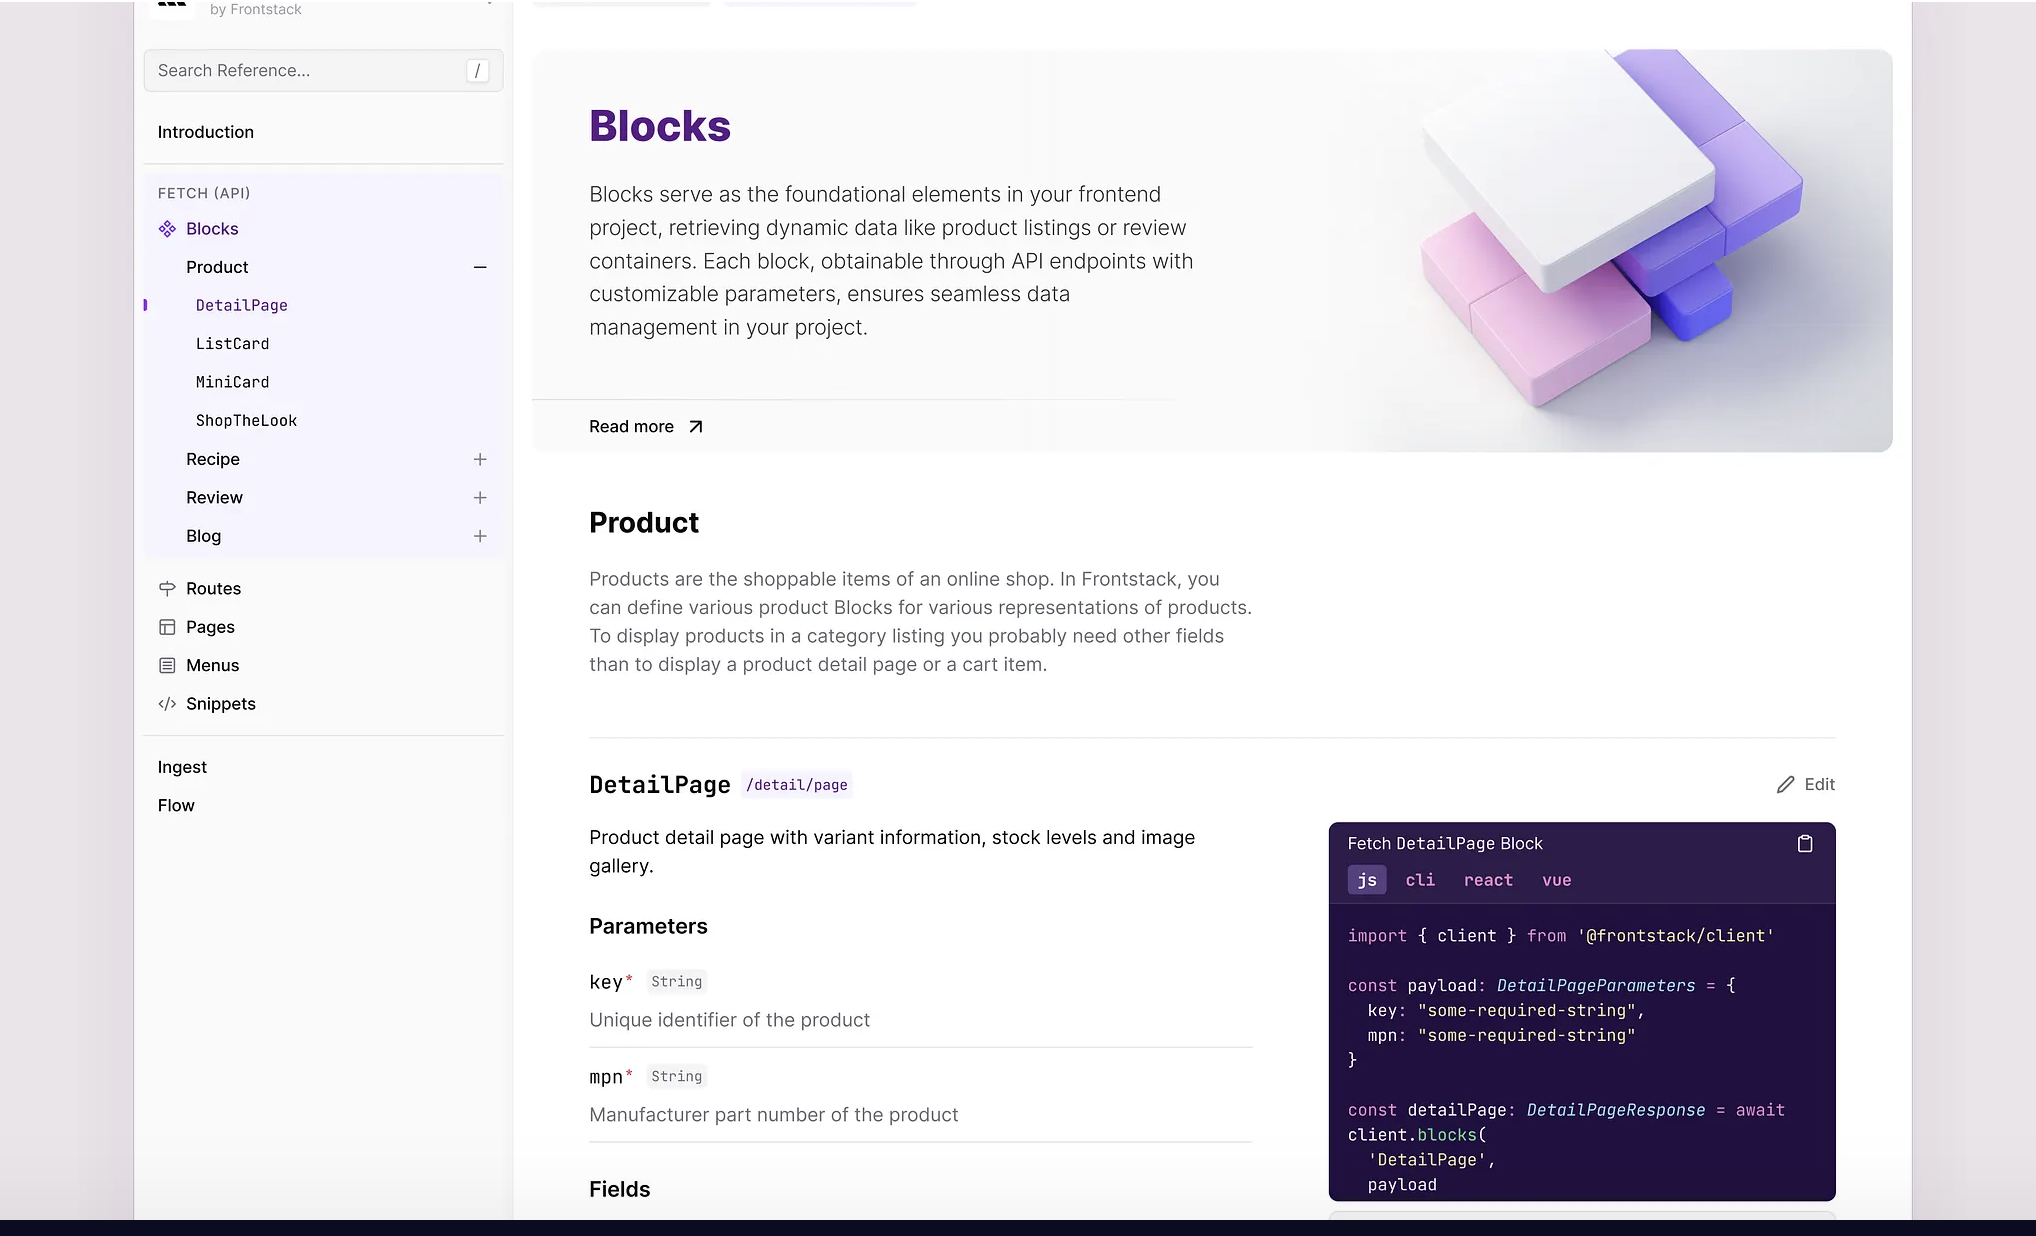 by Frontstack
Search Reference...
/
Introduction
FETCH (API)
Blocks
Product
DetailPage
ListCard
MiniCard
ShopTheLook
Recipe
Review
Blog
Routes
Pages
Menus
Snippets
Ingest
Flow
Blocks
Blocks serve as the foundational elements in your frontend
project, retrieving dynamic data like product listings or review
containers. Each block, obtainable through API endpoints with
customizable parameters, ensures seamless data
management in your project.
Read more
Product
Products are the shoppable items of an online shop. In Frontstack, you
can define various product Blocks for various representations of products.
To display products in a category listing you probably need other fields
than to display a product detail page or a cart item.
DetailPage /detail/page
Edit
Product detail page with variant information, stock levels and image
gallery.
Parameters
key* String
Unique identifier of the product
mpn* String
Manufacturer part number of the product
Fields
Fetch DetailPage Block
js cli react vue
import { client } from '@frontstack/client'
const payload: DetailPageParameters = {
key: "some-required-string",
mpn: "some-required-string"
}
const detailPage: DetailPageResponse = await
client.blocks(
'DetailPage',
payload